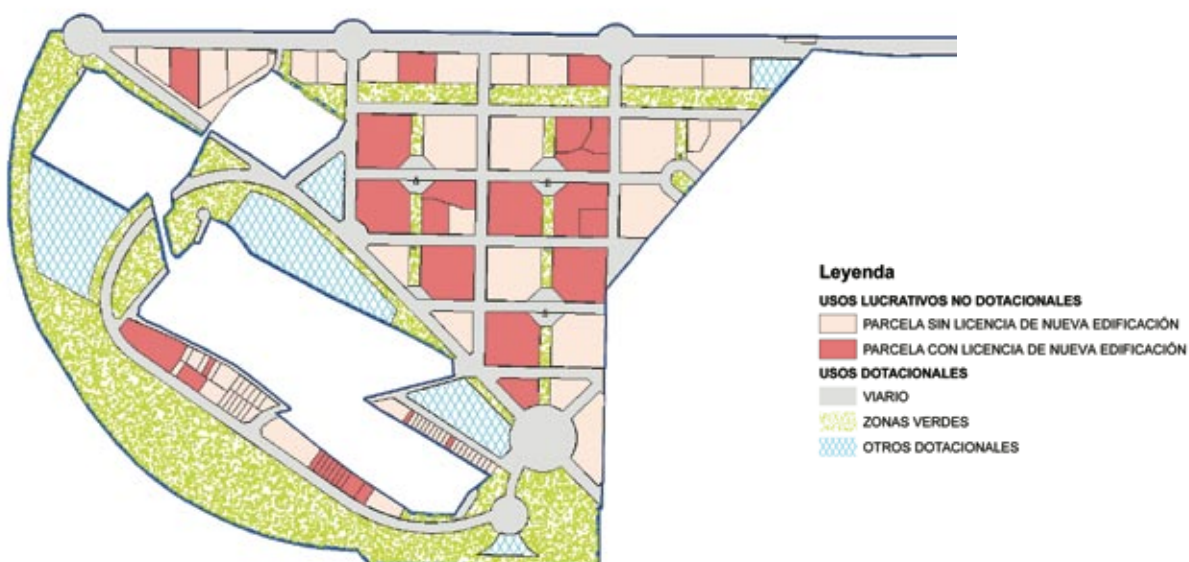 Leyenda
USOS LUCRATIVOS NO DOTACIONALES
PARCELA SIN LICENCIA DE NUEVA EDIFICACIÓN
PARCELA CON LICENCIA DE NUEVA EDIFICACIÓN
USOS DOTACIONALES
VIARIO
ZONAS VERDES
OTROS DOTACIONALES